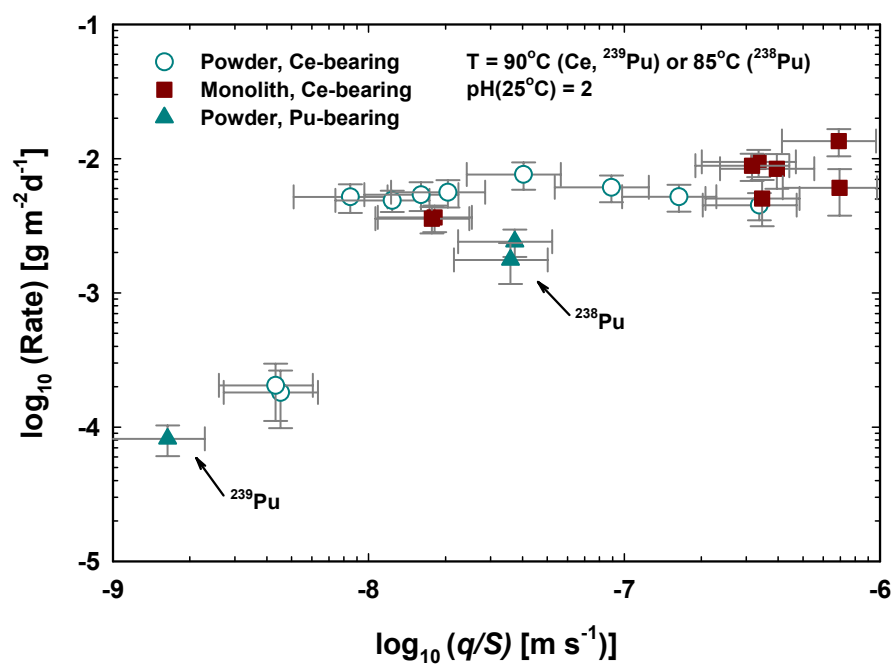 -1
Powder, Ce-bearing
Monolith, Ce-bearing
Powder, Pu-bearing
T = 90°C (Ce, ²³⁹Pu) or 85°C (²³⁸Pu)
pH(25°C) = 2
-2
-3
-4
-5
log₁₀ (Rate) [g m⁻²d⁻¹]
²³⁸Pu
²³⁹Pu
-9
-8
-7
-6
log₁₀ (q/S) [m s⁻¹)]